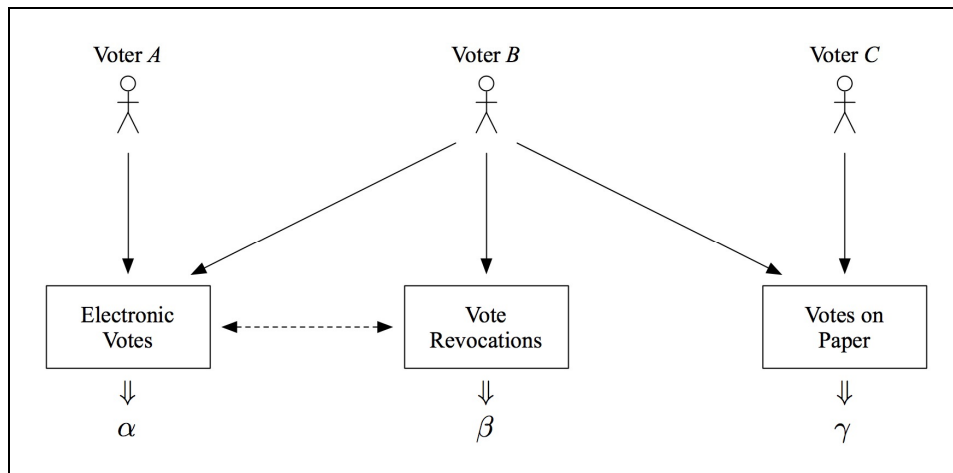 Voter A
Voter B
Voter C
Electronic
Votes
Vote
Revocations
Votes on
Paper
⇓
⇓
⇓
α
β
γ